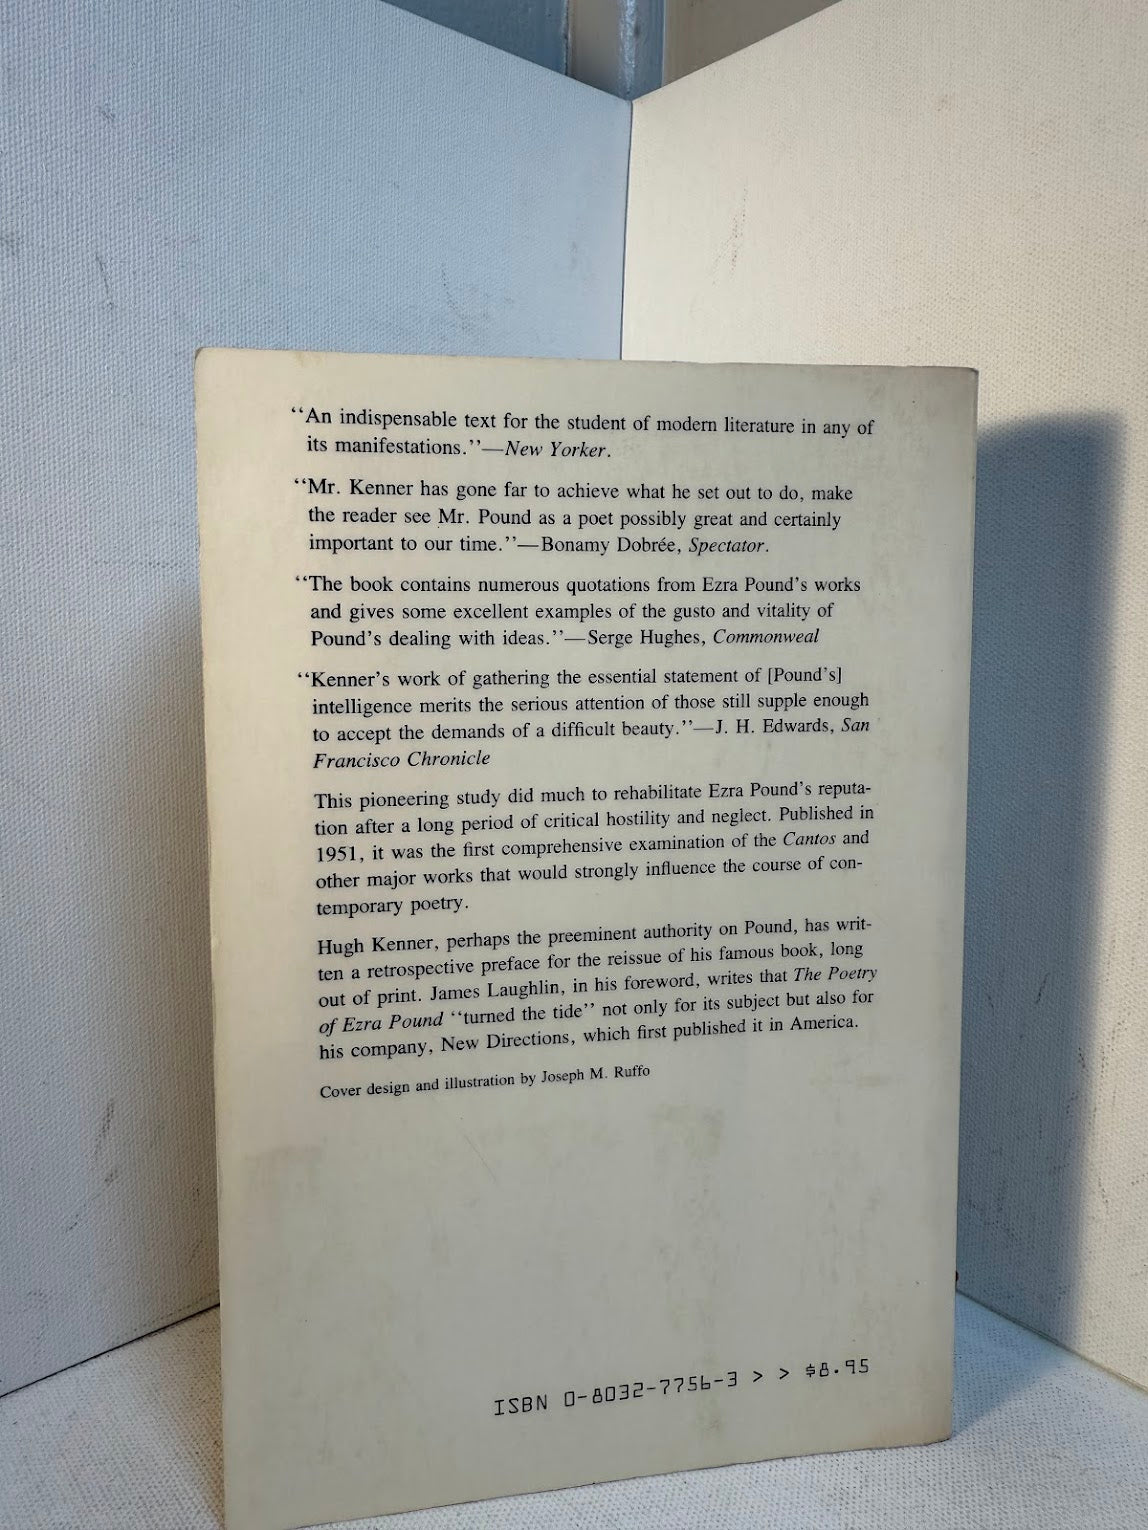 “An indispensable text for the student of modern literature in any of
its manifestations.”—New Yorker.
“Mr. Kenner has gone far to achieve what he set out to do, make
the reader see Mr. Pound as a poet possibly great and certainly
important to our time.”—Bonamy Dobrée, Spectator.
“The book contains numerous quotations from Ezra Pound’s works
and gives some excellent examples of the gusto and vitality of
Pound’s dealing with ideas.”—Serge Hughes, Commonweal
“Kenner’s work of gathering the essential statement of [Pound’s]
intelligence merits the serious attention of those still supple enough
to accept the demands of a difficult beauty.”—J. H. Edwards, San
Francisco Chronicle
This pioneering study did much to rehabilitate Ezra Pound’s reputa-
tion after a long period of critical hostility and neglect. Published in
1951, it was the first comprehensive examination of the Cantos and
other major works that would strongly influence the course of con-
temporary poetry.
Hugh Kenner, perhaps the preeminent authority on Pound, has writ-
ten a retrospective preface for the reissue of his famous book, long
out of print. James Laughlin, in his foreword, writes that The Poetry
of Ezra Pound “turned the tide” not only for its subject but also for
his company, New Directions, which first published it in America.
Cover design and illustration by Joseph M. Ruffo
ISBN 0-8032-7756-3 > > $8.95